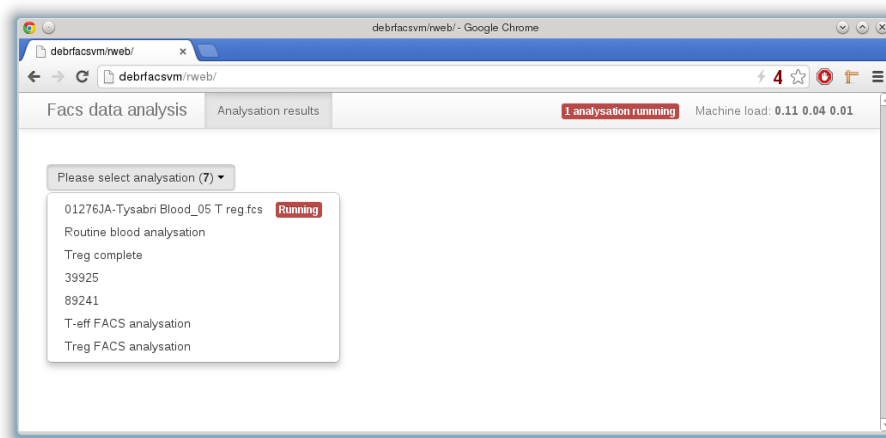 debrfacsvm/rweb/ - Google Chrome
debrfacsvm/rweb/ ×
debrfacsvm/rweb/ 4
Facs data analysis Analysation results 1 analysation runnning Machine load: 0.11 0.04 0.01
Please select analysation (7)
01276JA-Tysabri Blood_05 T reg.fcs Running
Routine blood analysation
Treg complete
39925
89241
T-eff FACS analysation
Treg FACS analysation